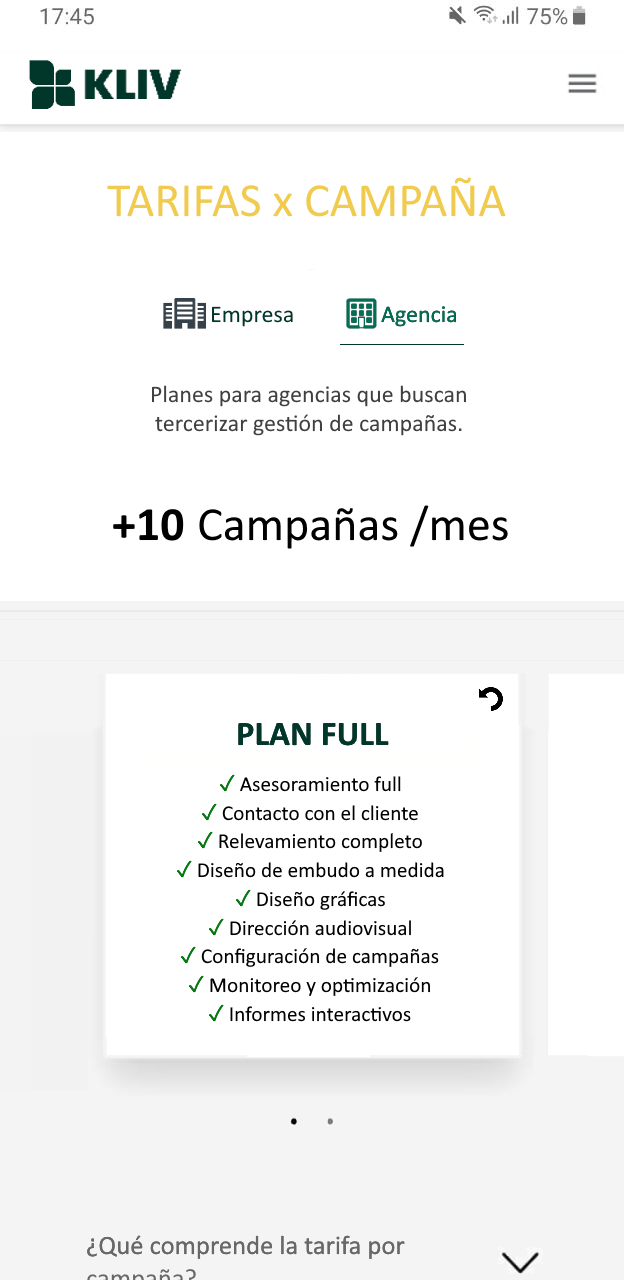 17:45 75%
KLIV
TARIFAS x CAMPAÑA
Empresa Agencia
Planes para agencias que buscan
tercerizar gestión de campañas.
+10 Campañas /mes
PLAN FULL
✓ Asesoramiento full
✓ Contacto con el cliente
✓ Relevamiento completo
✓ Diseño de embudo a medida
✓ Diseño gráficas
✓ Dirección audiovisual
✓ Configuración de campañas
✓ Monitoreo y optimización
✓ Informes interactivos
¿Qué comprende la tarifa por
campaña?